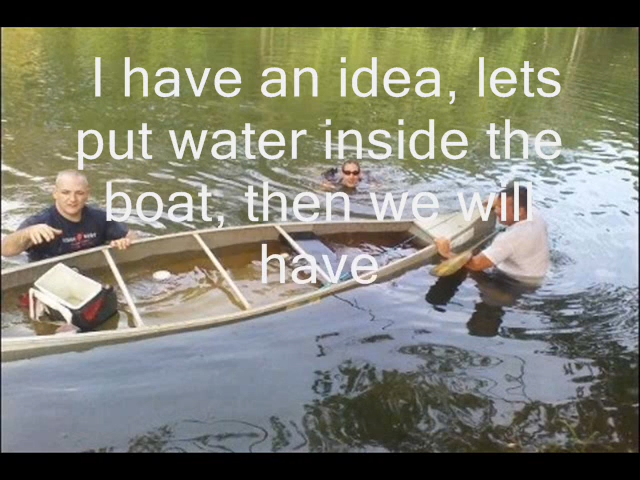 I have an idea, lets
put water inside the
boat, then we will
have